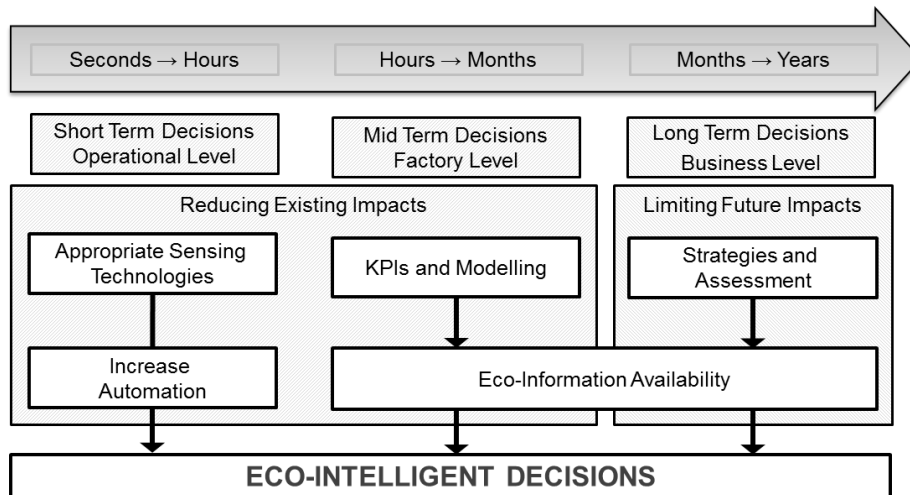 Seconds → Hours
Hours → Months
Months → Years
Short Term Decisions
Operational Level
Mid Term Decisions
Factory Level
Long Term Decisions
Business Level
Reducing Existing Impacts
Limiting Future Impacts
Appropriate Sensing
Technologies
KPIs and Modelling
Strategies and
Assessment
Increase
Automation
Eco-Information Availability
ECO-INTELLIGENT DECISIONS